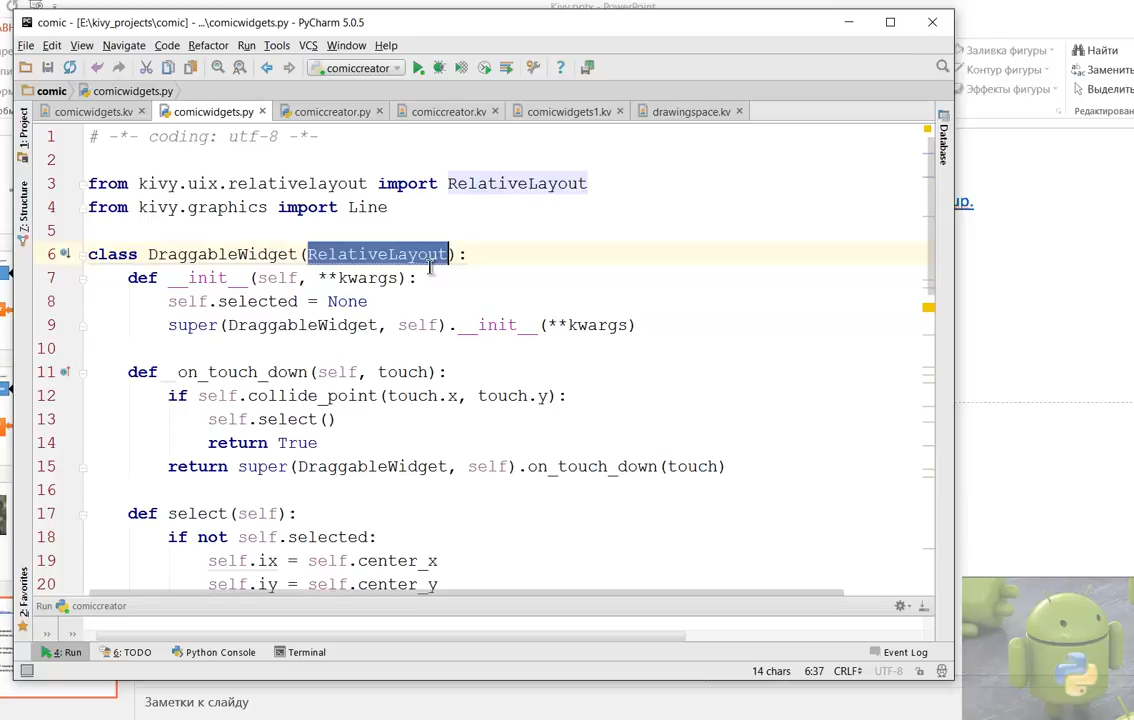 Kivy.pptx - PowerPoint
comic - [E:\kivy_projects\comic] - ...\comicwidgets.py - PyCharm 5.0.5
File Edit View Navigate Code Refactor Run Tools VCS Window Help
Заливка фигуры
Контур фигуры
Эффекты фигуры
Найти
Заменить
Выделить
Редактирован
comiccreator
comic comicwidgets.py
comicwidgets.kv comicwidgets.py comiccreator.py comiccreator.kv comicwidgets1.kv drawingspace.kv
1: Project
7: Structure
2: Favorites
Database
1 # -*- coding: utf-8 -*-
2
3 from kivy.uix.relativelayout import RelativeLayout
4 from kivy.graphics import Line
5
6 class DraggableWidget(RelativeLayout):
7 def __init__(self, **kwargs):
8 self.selected = None
9 super(DraggableWidget, self).__init__(**kwargs)
10
11 def on_touch_down(self, touch):
12 if self.collide_point(touch.x, touch.y):
13 self.select()
14 return True
15 return super(DraggableWidget, self).on_touch_down(touch)
16
17 def select(self):
18 if not self.selected:
19 self.ix = self.center_x
20 self.iy = self.center_y
up.
Run comiccreator
» »
4: Run 6: TODO Python Console Terminal Event Log
14 chars 6:37 CRLF UTF-8
Заметки к слайду